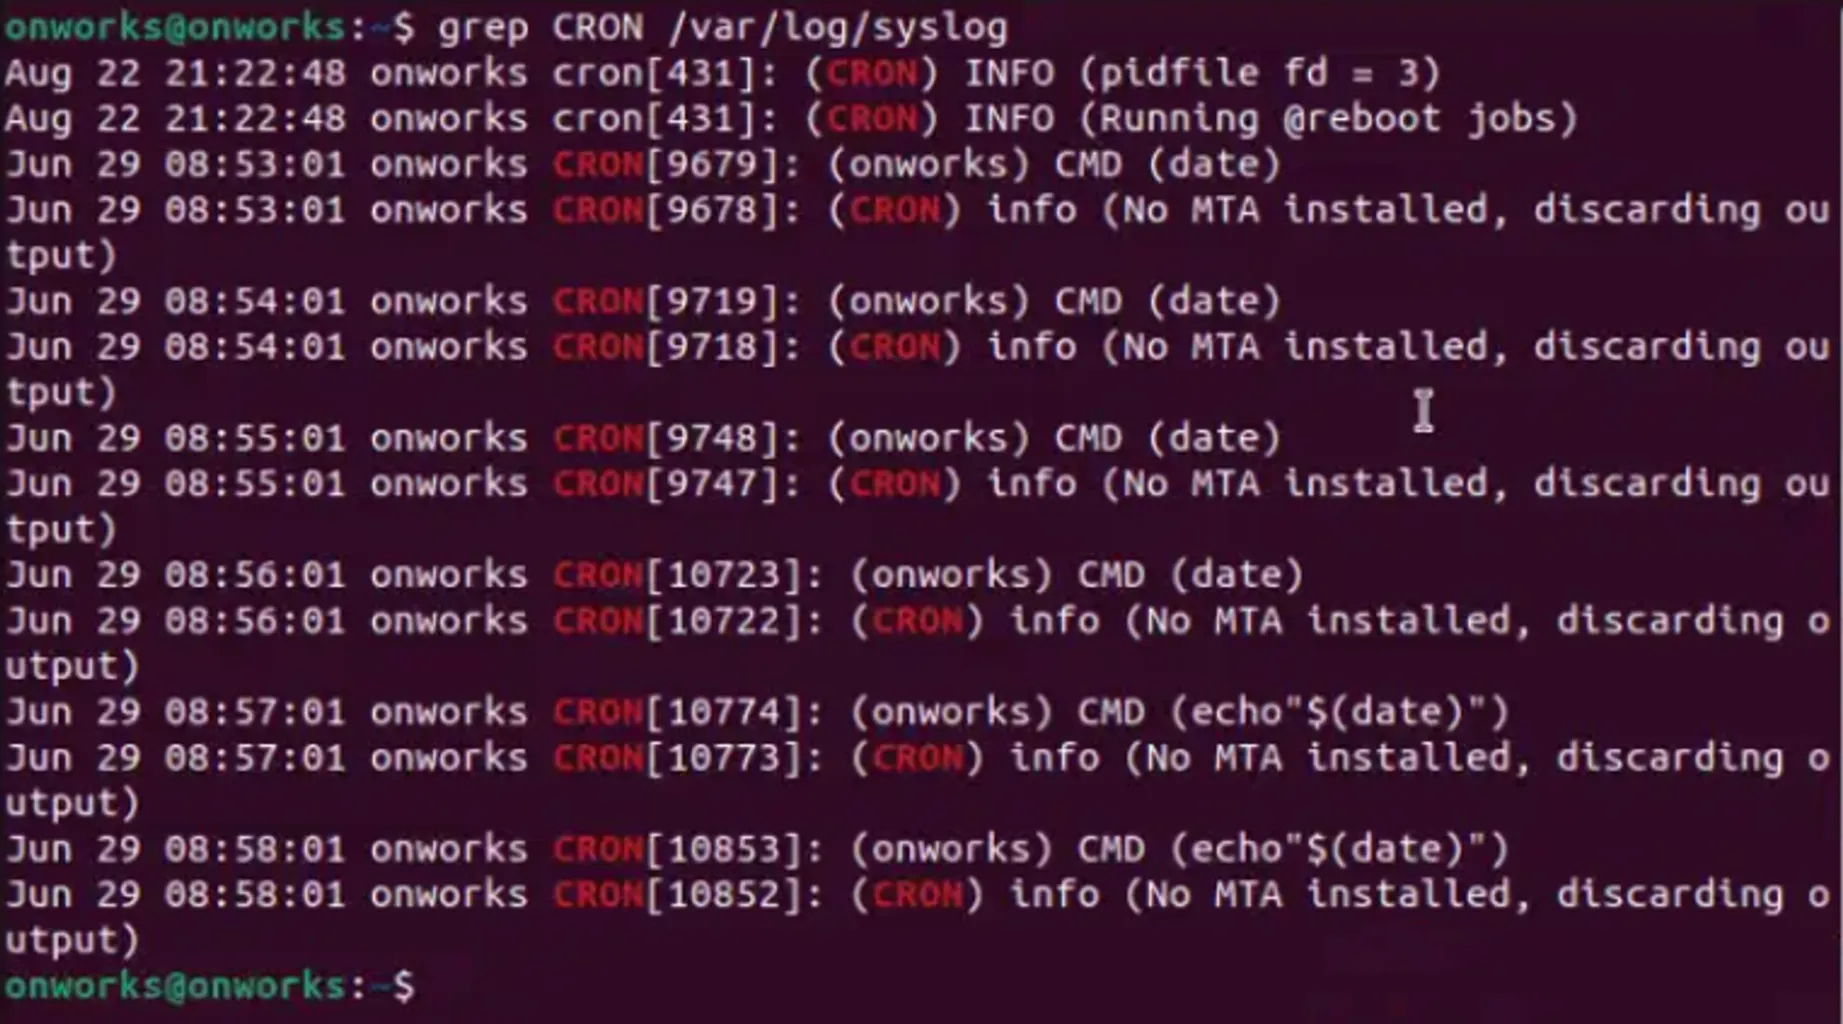 onworks@onworks:~$ grep CRON /var/log/syslog
Aug 22 21:22:48 onworks cron[431]: (CRON) INFO (pidfile fd = 3)
Aug 22 21:22:48 onworks cron[431]: (CRON) INFO (Running @reboot jobs)
Jun 29 08:53:01 onworks CRON[9679]: (onworks) CMD (date)
Jun 29 08:53:01 onworks CRON[9678]: (CRON) info (No MTA installed, discarding ou
tput)
Jun 29 08:54:01 onworks CRON[9719]: (onworks) CMD (date)
Jun 29 08:54:01 onworks CRON[9718]: (CRON) info (No MTA installed, discarding ou
tput)
Jun 29 08:55:01 onworks CRON[9748]: (onworks) CMD (date)
Jun 29 08:55:01 onworks CRON[9747]: (CRON) info (No MTA installed, discarding ou
tput)
Jun 29 08:56:01 onworks CRON[10723]: (onworks) CMD (date)
Jun 29 08:56:01 onworks CRON[10722]: (CRON) info (No MTA installed, discarding o
utput)
Jun 29 08:57:01 onworks CRON[10774]: (onworks) CMD (echo"$(date)")
Jun 29 08:57:01 onworks CRON[10773]: (CRON) info (No MTA installed, discarding o
utput)
Jun 29 08:58:01 onworks CRON[10853]: (onworks) CMD (echo"$(date)")
Jun 29 08:58:01 onworks CRON[10852]: (CRON) info (No MTA installed, discarding o
utput)
onworks@onworks:~$